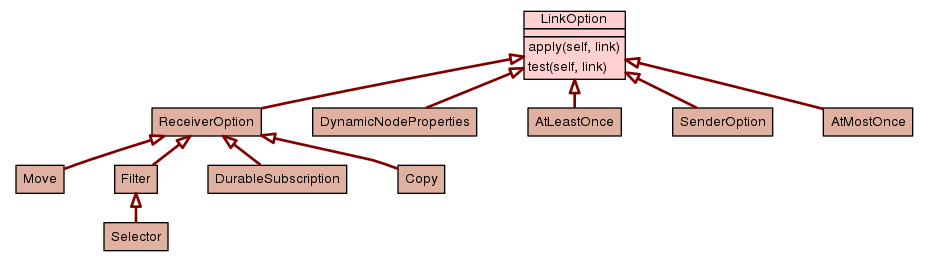 LinkOption
apply(self, link)
test(self, link)
ReceiverOption
DynamicNodeProperties
AtLeastOnce
SenderOption
AtMostOnce
Move
Filter
DurableSubscription
Copy
Selector